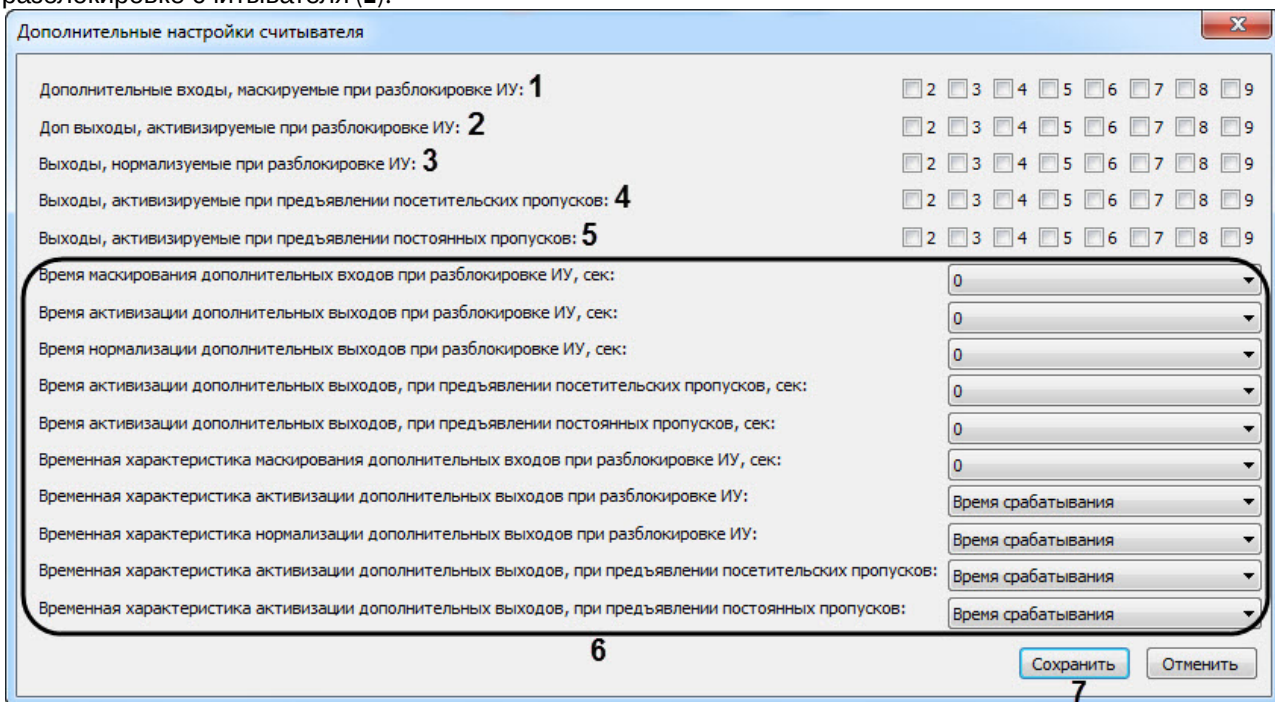 разблокировке считывателя (2).
Дополнительные настройки считывателя
Дополнительные входы, маскируемые при разблокировке ИУ: 1 2 3 4 5 6 7 8 9
Доп выходы, активизируемые при разблокировке ИУ: 2 2 3 4 5 6 7 8 9
Выходы, нормализуемые при разблокировке ИУ: 3 2 3 4 5 6 7 8 9
Выходы, активизируемые при предъявлении посетительских пропусков: 4 2 3 4 5 6 7 8 9
Выходы, активизируемые при предъявлении постоянных пропусков: 5 2 3 4 5 6 7 8 9
Время маскирования дополнительных входов при разблокировке ИУ, сек: 0
Время активизации дополнительных выходов при разблокировке ИУ, сек: 0
Время нормализации дополнительных выходов при разблокировке ИУ, сек: 0
Время активизации дополнительных выходов, при предъявлении посетительских пропусков, сек: 0
Время активизации дополнительных выходов, при предъявлении постоянных пропусков, сек: 0
Временная характеристика маскирования дополнительных входов при разблокировке ИУ, сек: 0
Временная характеристика активизации дополнительных выходов при разблокировке ИУ: Время срабатывания
Временная характеристика нормализации дополнительных выходов при разблокировке ИУ: Время срабатывания
Временная характеристика активизации дополнительных выходов, при предъявлении посетительских пропусков: Время срабатывания
Временная характеристика активизации дополнительных выходов, при предъявлении постоянных пропусков: Время срабатывания
6
Сохранить Отменить
7